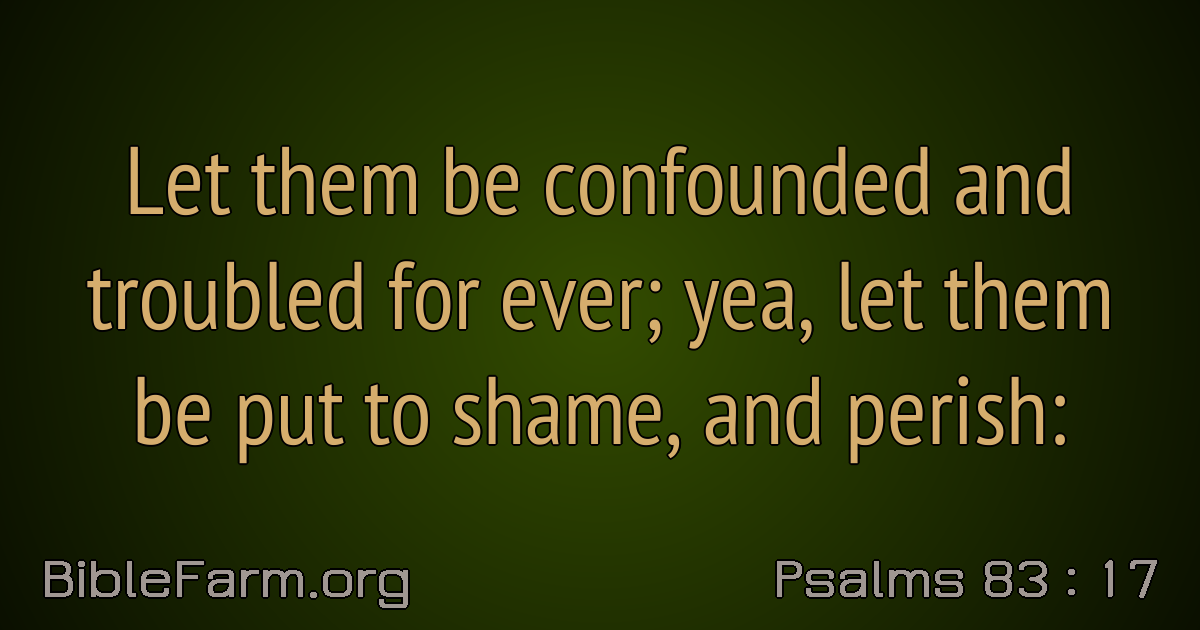 Let them be confounded and
troubled for ever; yea, let them
be put to shame, and perish:
BibleFarm.org
Psalms 83 : 17